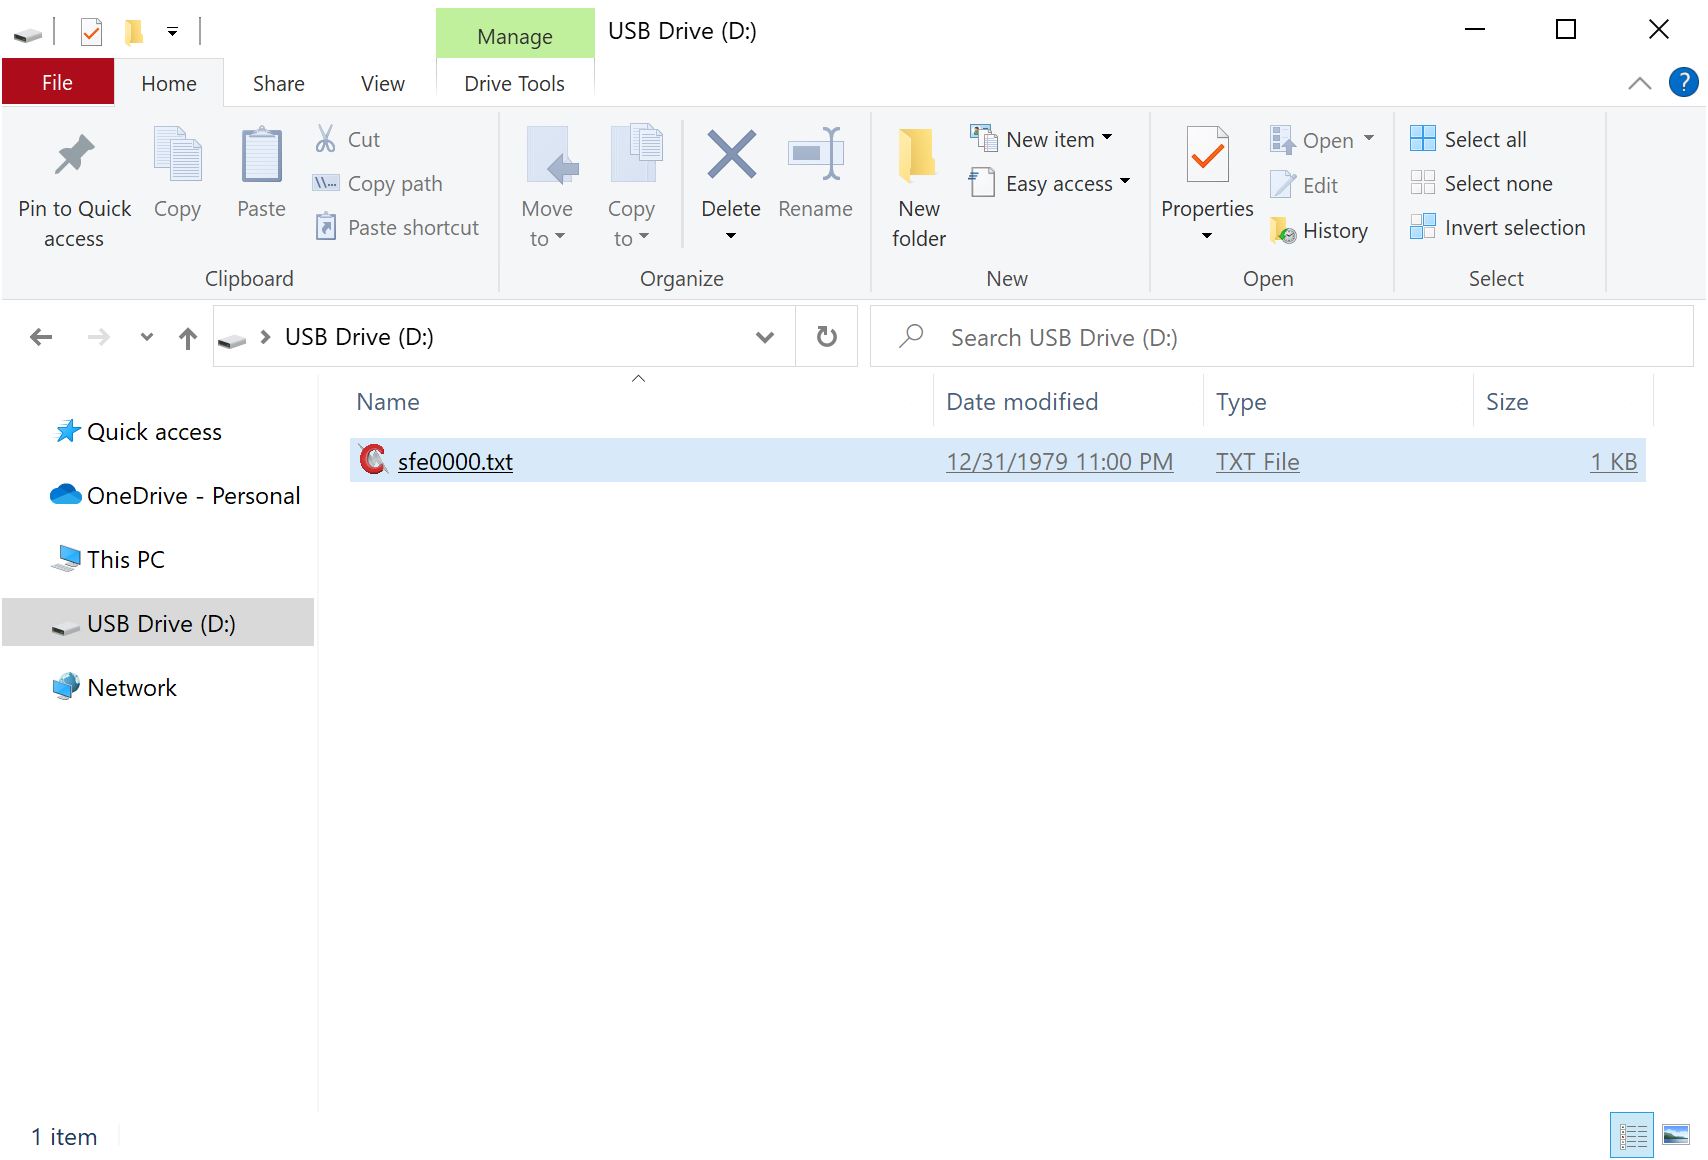 Manage
USB Drive (D:)
File
Home
Share
View
Drive Tools
?
Pin to Quick
access
Copy
Paste
Cut
Copy path
Paste shortcut
Clipboard
Move
to
Copy
to
Delete
Rename
Organize
New
folder
New item
Easy access
New
Properties
Open
Edit
History
Open
Select all
Select none
Invert selection
Select
USB Drive (D:)
Search USB Drive (D:)
Name
Date modified
Type
Size
Quick access
OneDrive - Personal
This PC
USB Drive (D:)
Network
sfe0000.txt
12/31/1979 11:00 PM
TXT File
1 KB
1 item